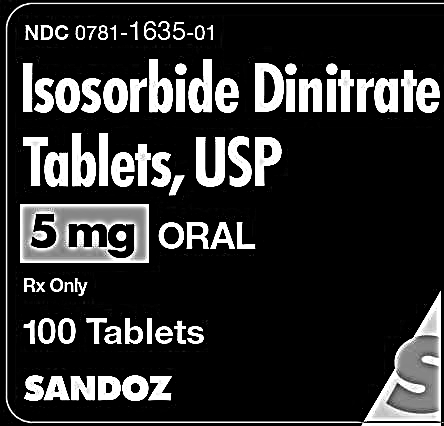 NDC 0781-1635-01
Isosorbide Dinitrate
Tablets, USP
5 mg ORAL
Rx Only
100 Tablets
SANDOZ
S